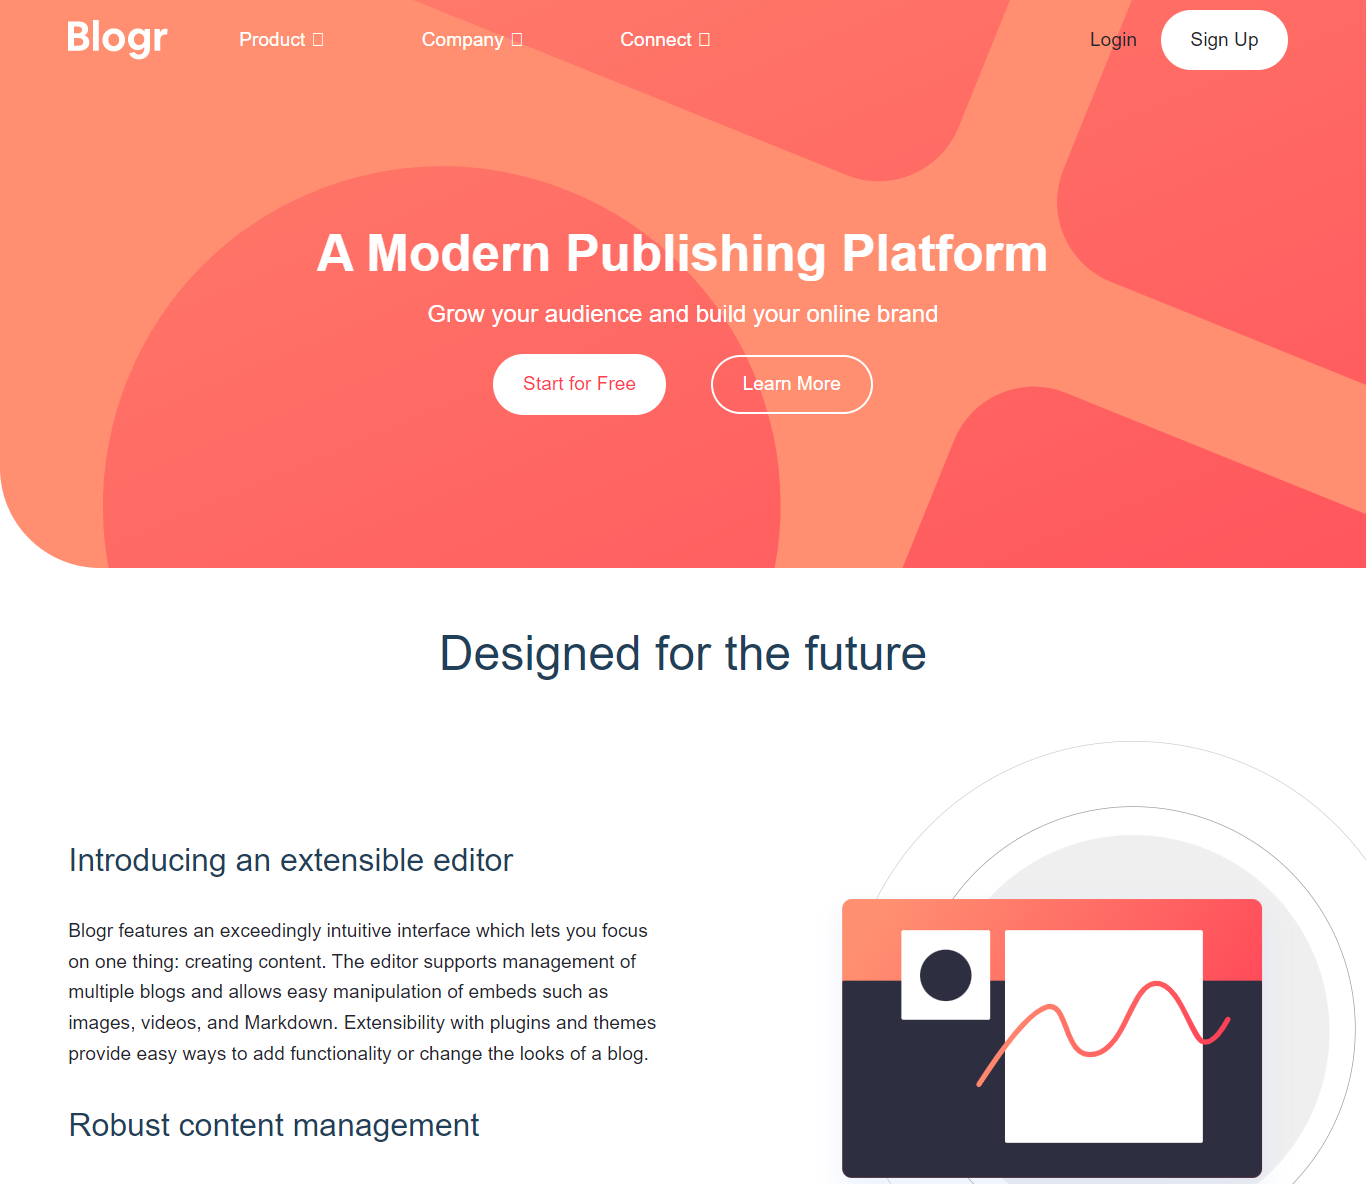 Blogr
Product
Company
Connect
Login
Sign Up
A Modern Publishing Platform
Grow your audience and build your online brand
Start for Free
Learn More
Designed for the future
Introducing an extensible editor
Blogr features an exceedingly intuitive interface which lets you focus
on one thing: creating content. The editor supports management of
multiple blogs and allows easy manipulation of embeds such as
images, videos, and Markdown. Extensibility with plugins and themes
provide easy ways to add functionality or change the looks of a blog.
Robust content management